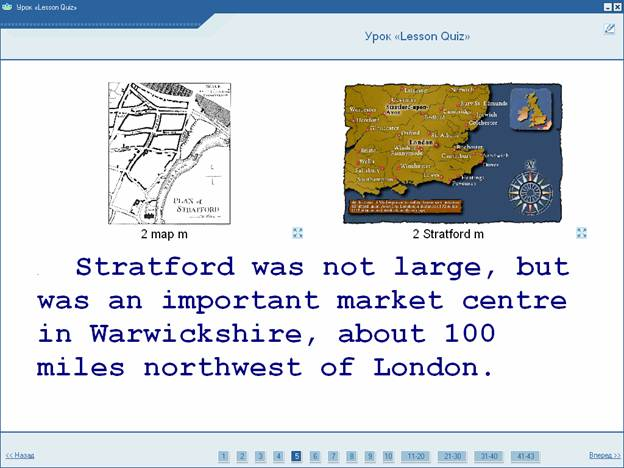 Урок «Lesson Quiz»
Урок «Lesson Quiz»
PLAN OF
STRATFORD
Stratford-upon-
Avon
Oxford
London
Winchester
2 map m
2 Stratford m
Stratford was not large, but
was an important market centre
in Warwickshire, about 100
miles northwest of London.
<< Назад
1 2 3 4 5 6 7 8 9 10 11-20 21-30 31-40 41-43
Вперед >>